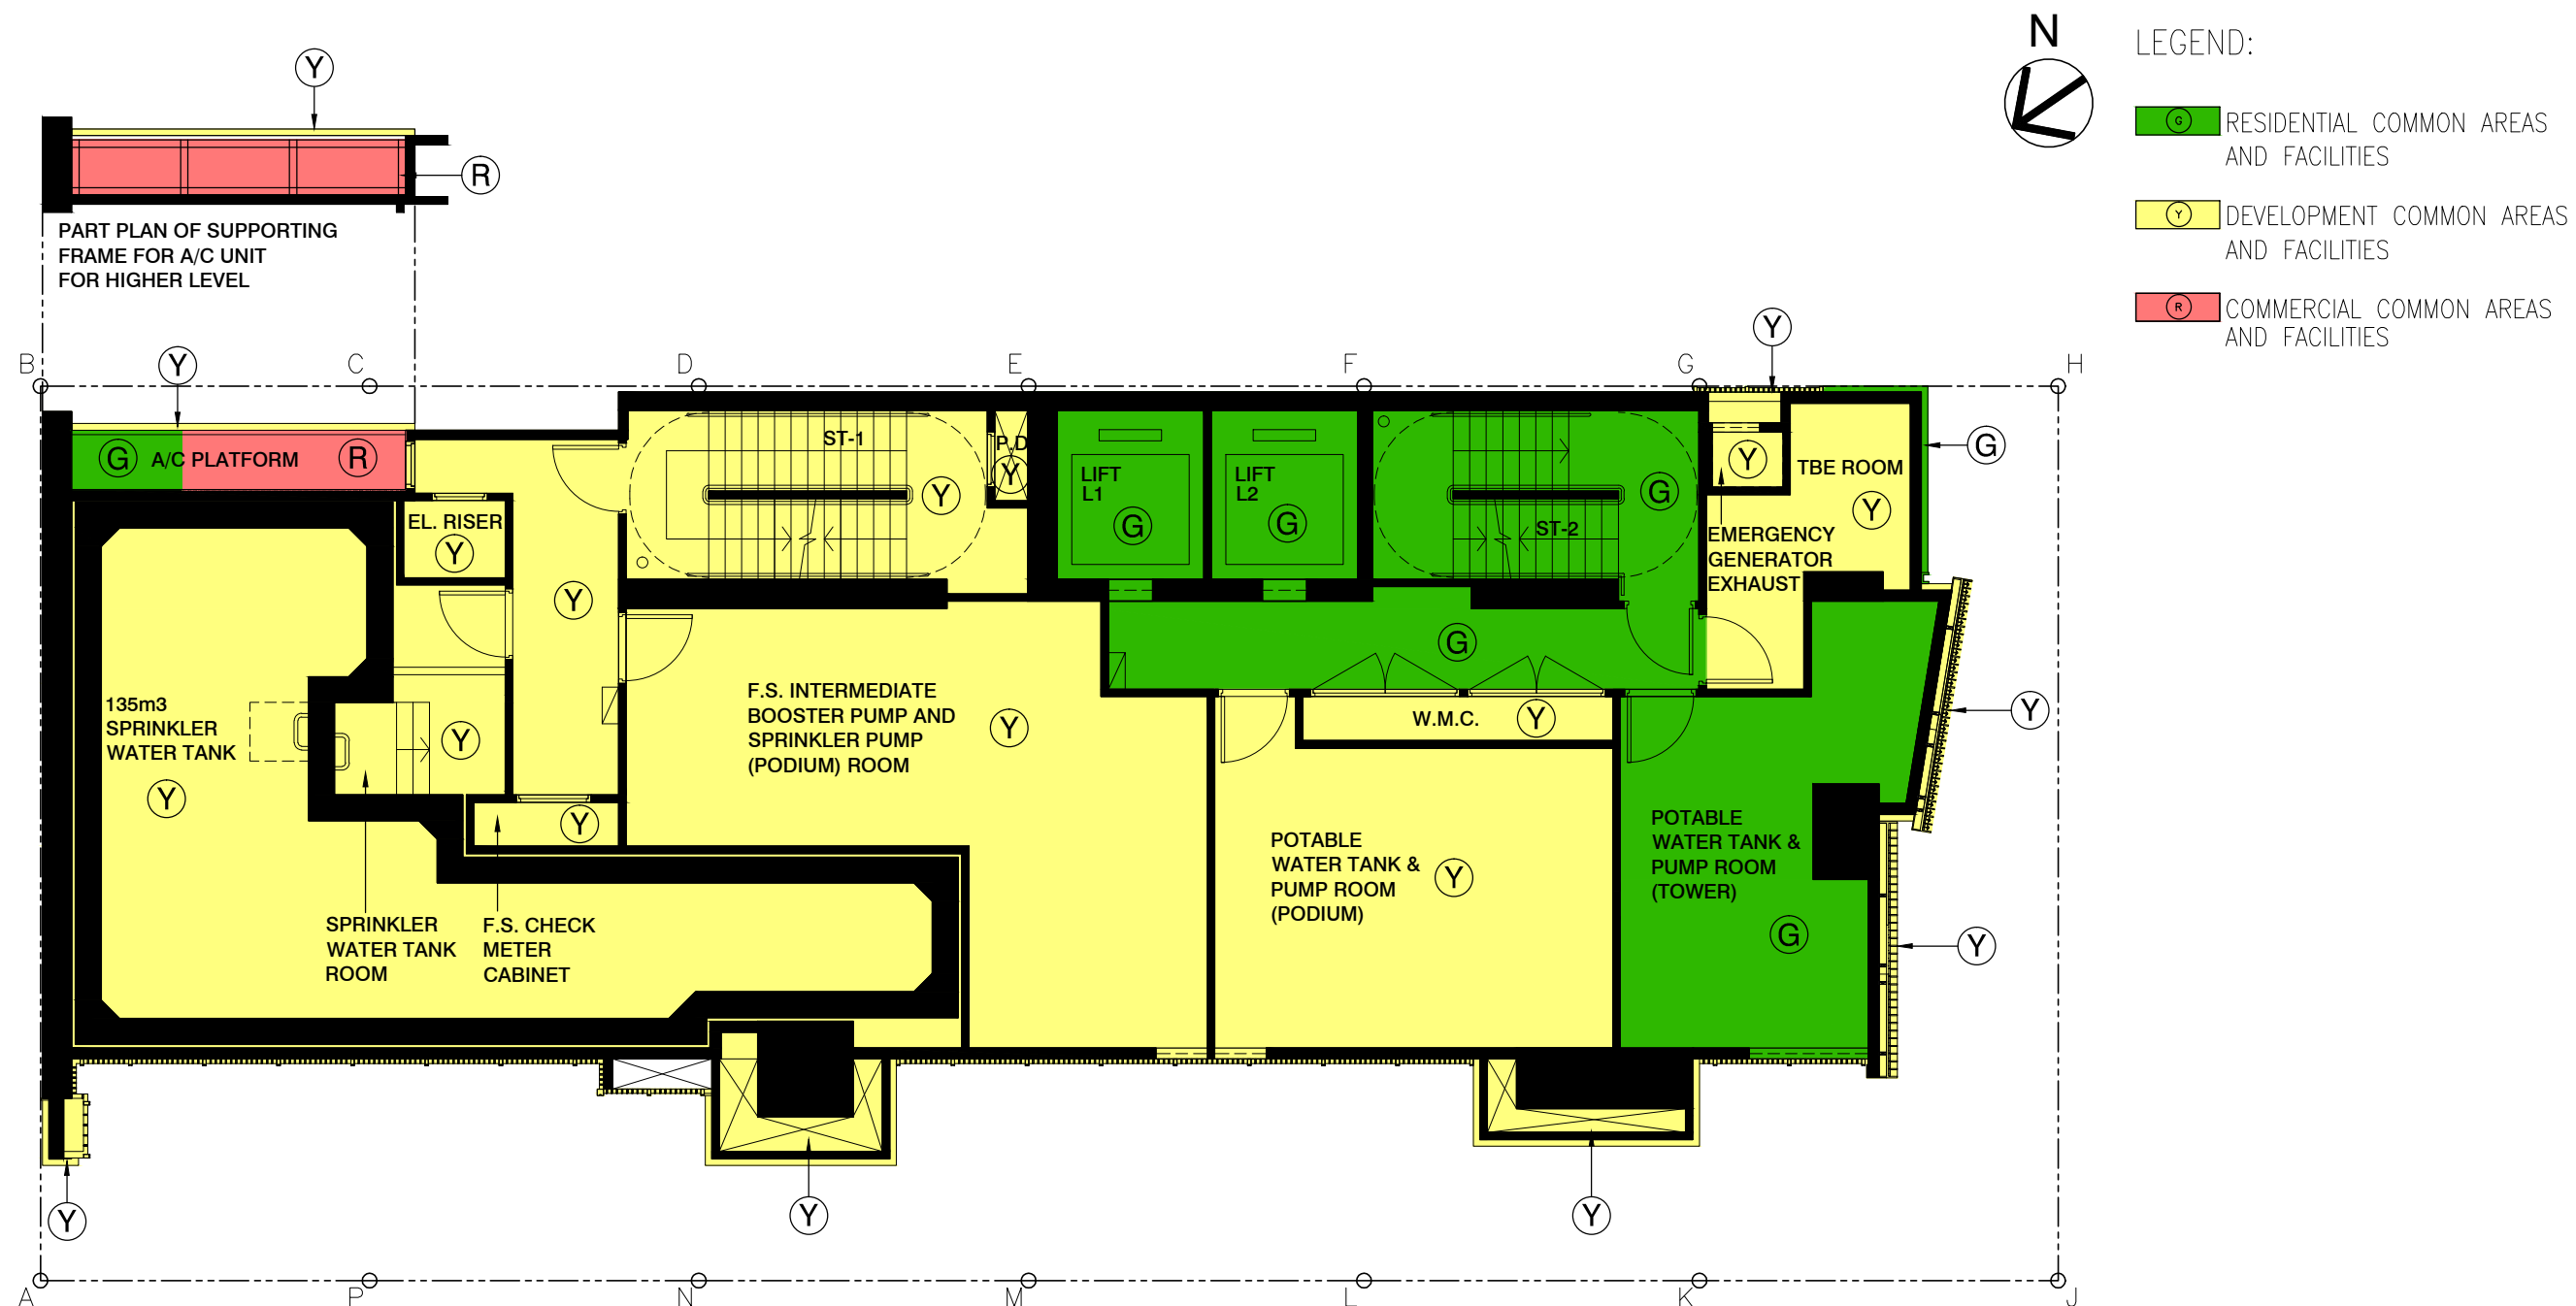 N
LEGEND:
G RESIDENTIAL COMMON AREAS
AND FACILITIES
Y DEVELOPMENT COMMON AREAS
AND FACILITIES
R COMMERCIAL COMMON AREAS
AND FACILITIES
Y
R
PART PLAN OF SUPPORTING
FRAME FOR A/C UNIT
FOR HIGHER LEVEL
B
Y
C
D
E
F
G
Y
H
G A/C PLATFORM R
ST-1
Y
P.D
Y
LIFT
L1
G
LIFT
L2
G
G
ST-2
Y
TBE ROOM
Y
G
EMERGENCY
GENERATOR
EXHAUST
EL. RISER
Y
Y
G
135m3
SPRINKLER
WATER TANK
Y
Y
F.S. INTERMEDIATE
BOOSTER PUMP AND
SPRINKLER PUMP
(PODIUM) ROOM
Y
W.M.C.
Y
Y
Y
POTABLE
WATER TANK &
PUMP ROOM
(PODIUM)
Y
POTABLE
WATER TANK &
PUMP ROOM
(TOWER)
G
Y
SPRINKLER
WATER TANK
ROOM
F.S. CHECK
METER
CABINET
Y
Y
Y
A
P
N
M
L
K
J